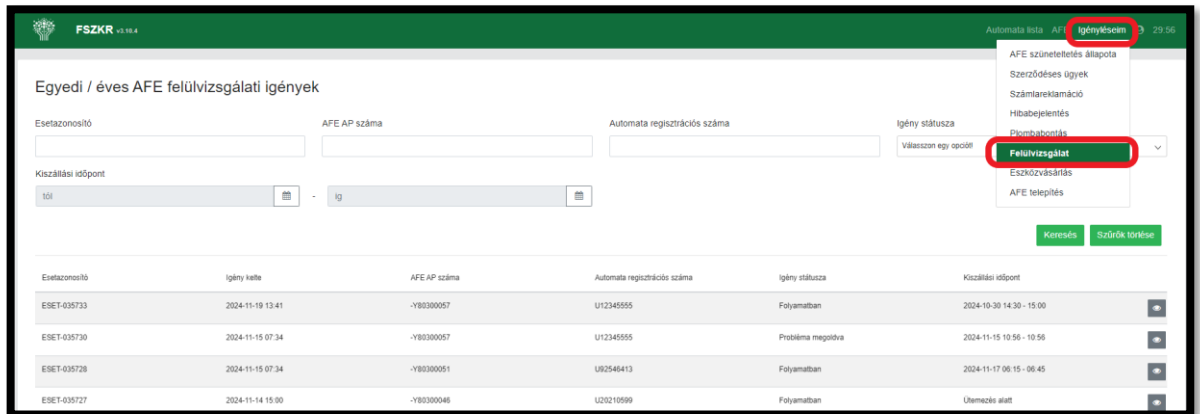 FSZKR v3.16.4
Automata lista AFE Igényléseim 29:56
AFE szüneteltetés állapota
Szerződéses ügyek
Számlareklamáció
Hibabejelentés
Plombabontás
Felülvizsgálat
Eszközvásárlás
AFE telepítés
Egyedi / éves AFE felülvizsgálati igények
Esetazonosító AFE AP száma Automata regisztrációs száma Igény státusza
Válasszon egy opciót!
Kiszállási időpont
tól - ig
Keresés Szűrők törlése
Esetazonosító Igény kelte AFE AP száma Automata regisztrációs száma Igény státusza Kiszállási időpont
ESET-035733 2024-11-19 13:41 -Y80300057 U12345555 Folyamatban 2024-10-30 14:30 - 15:00
ESET-035730 2024-11-15 07:34 -Y80300057 U12345555 Probléma megoldva 2024-11-15 10:56 - 10:56
ESET-035728 2024-11-15 07:34 -Y80300051 U92546413 Folyamatban 2024-11-17 06:15 - 06:45
ESET-035727 2024-11-14 15:00 -Y80300046 U20210599 Folyamatban Ütemezés alatt